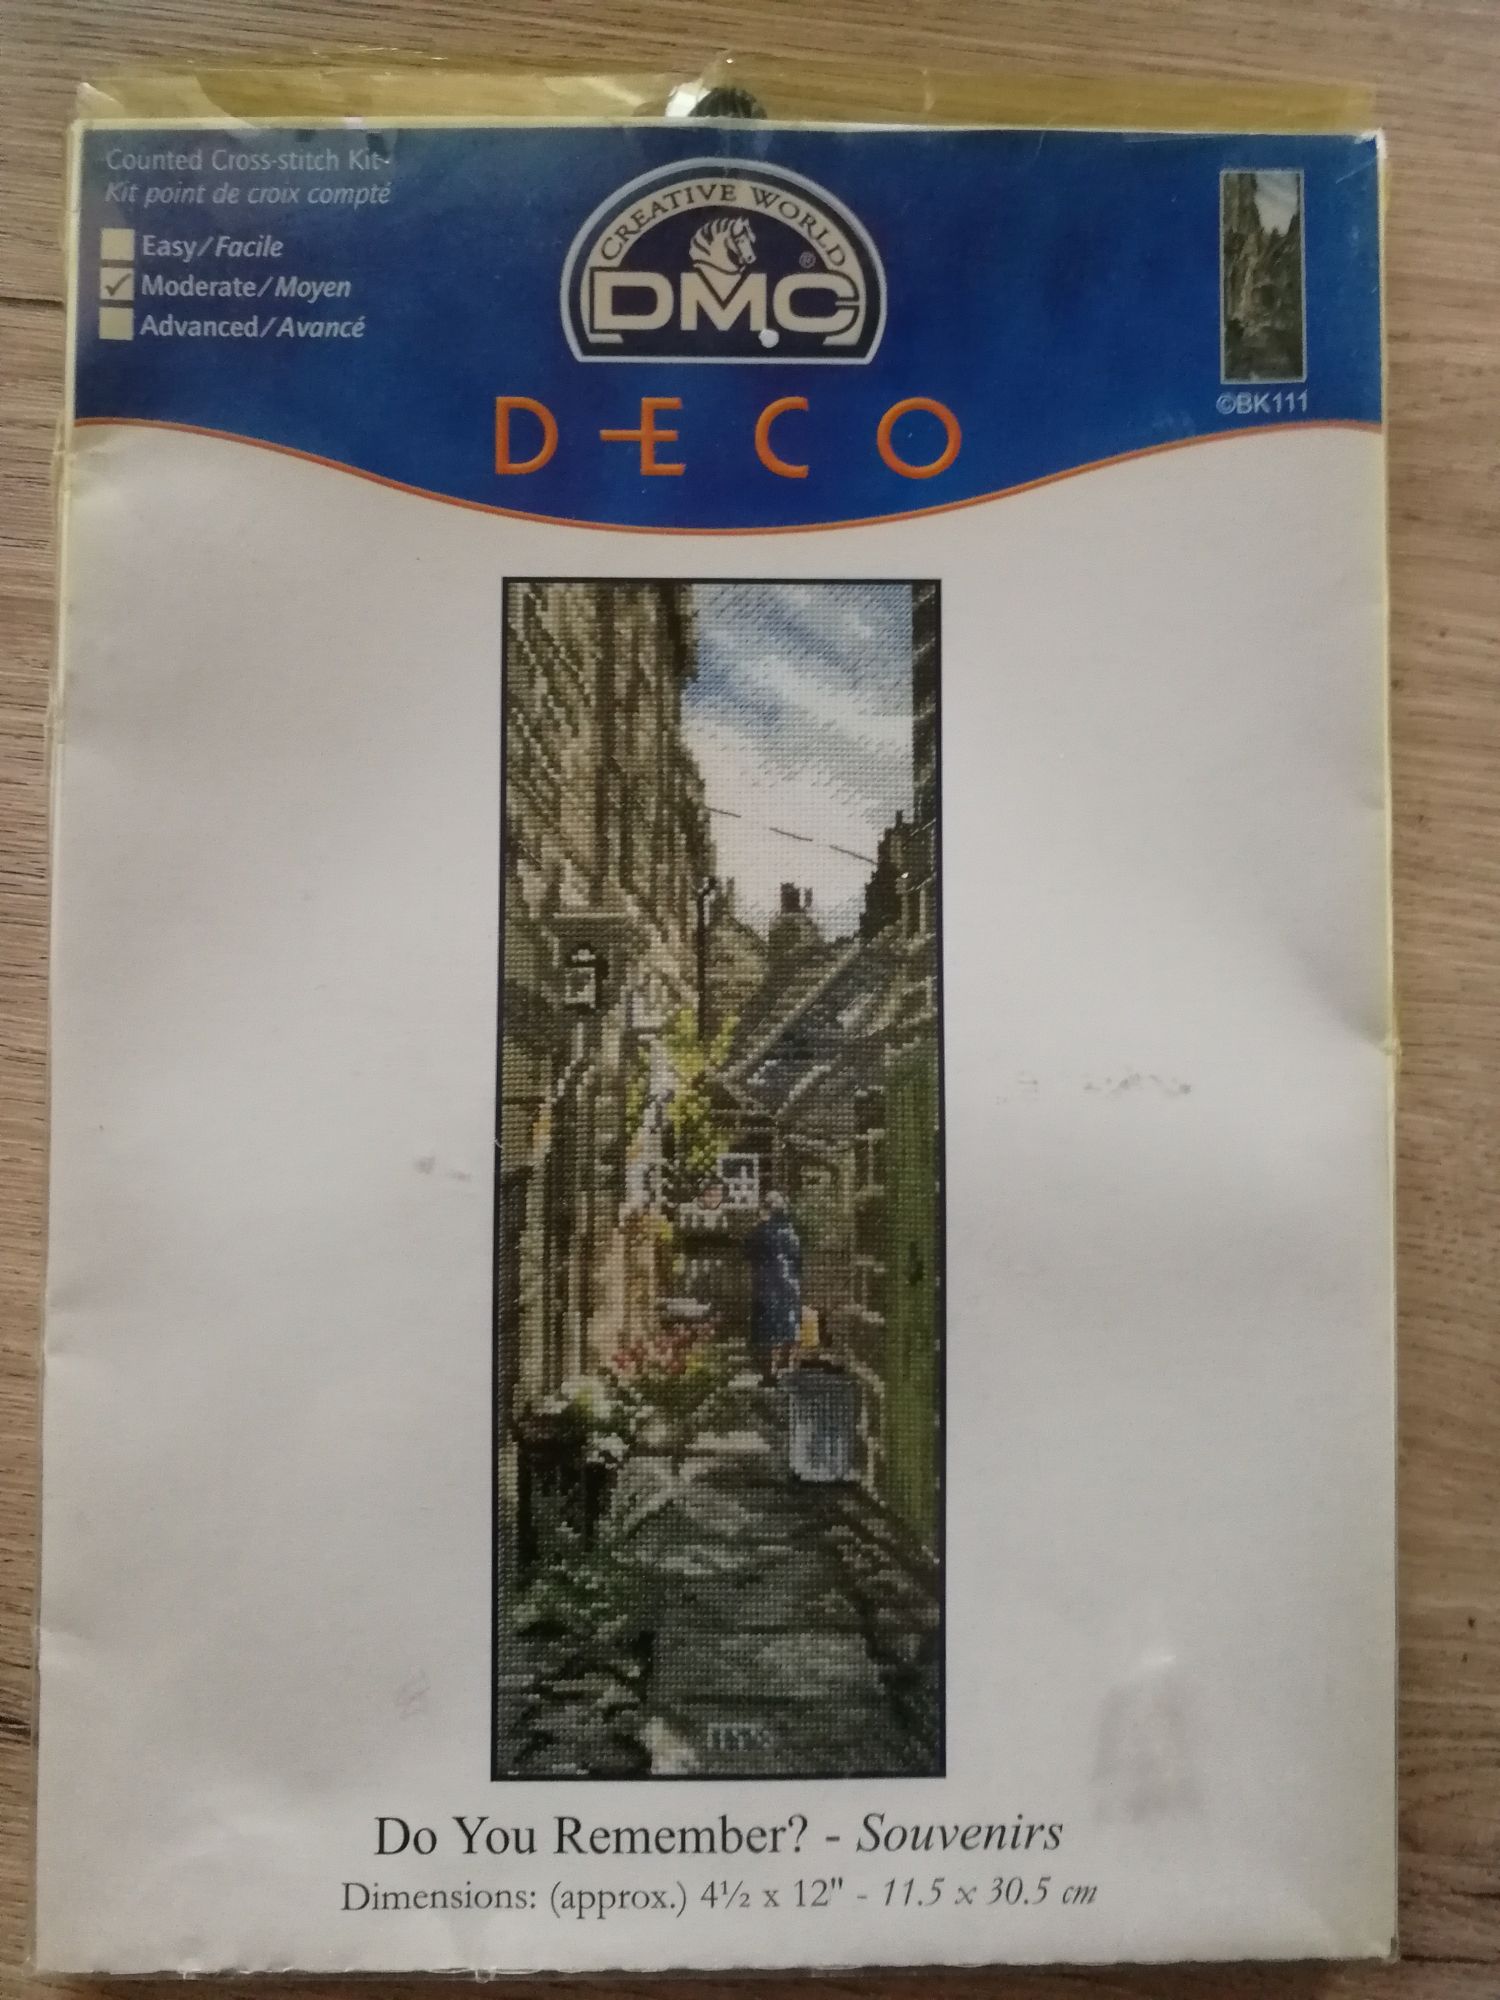 Counted Cross-stitch Kit-
Kit point de croix compté
Easy/Facile
Moderate/Moyen
Advanced/Avancé
CREATIVE WORLD
DMC ®
DECO
©BK111
Do You Remember? - Souvenirs
Dimensions: (approx.) 4½ x 12" - 11.5 x 30.5 cm